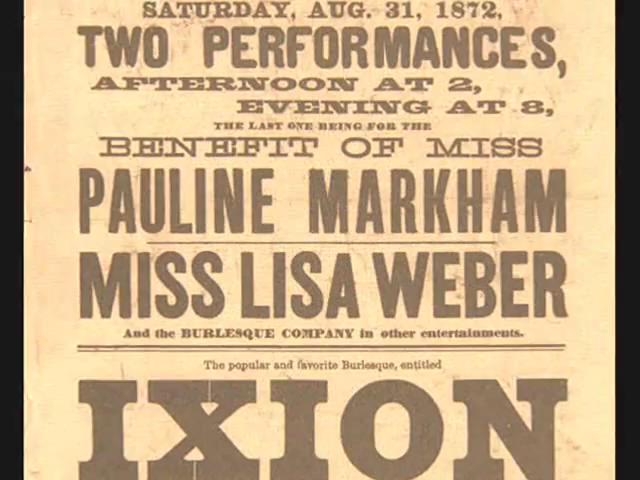 SATURDAY, AUG. 31, 1872,
TWO PERFORMANCES,
AFTERNOON AT 2,
EVENING AT 8,
THE LAST ONE BEING FOR THE
BENEFIT OF MISS
PAULINE MARKHAM
MISS LISA WEBER
And the BURLESQUE COMPANY in other entertainments.
The popular and favorite Burlesque, entitled
IXION